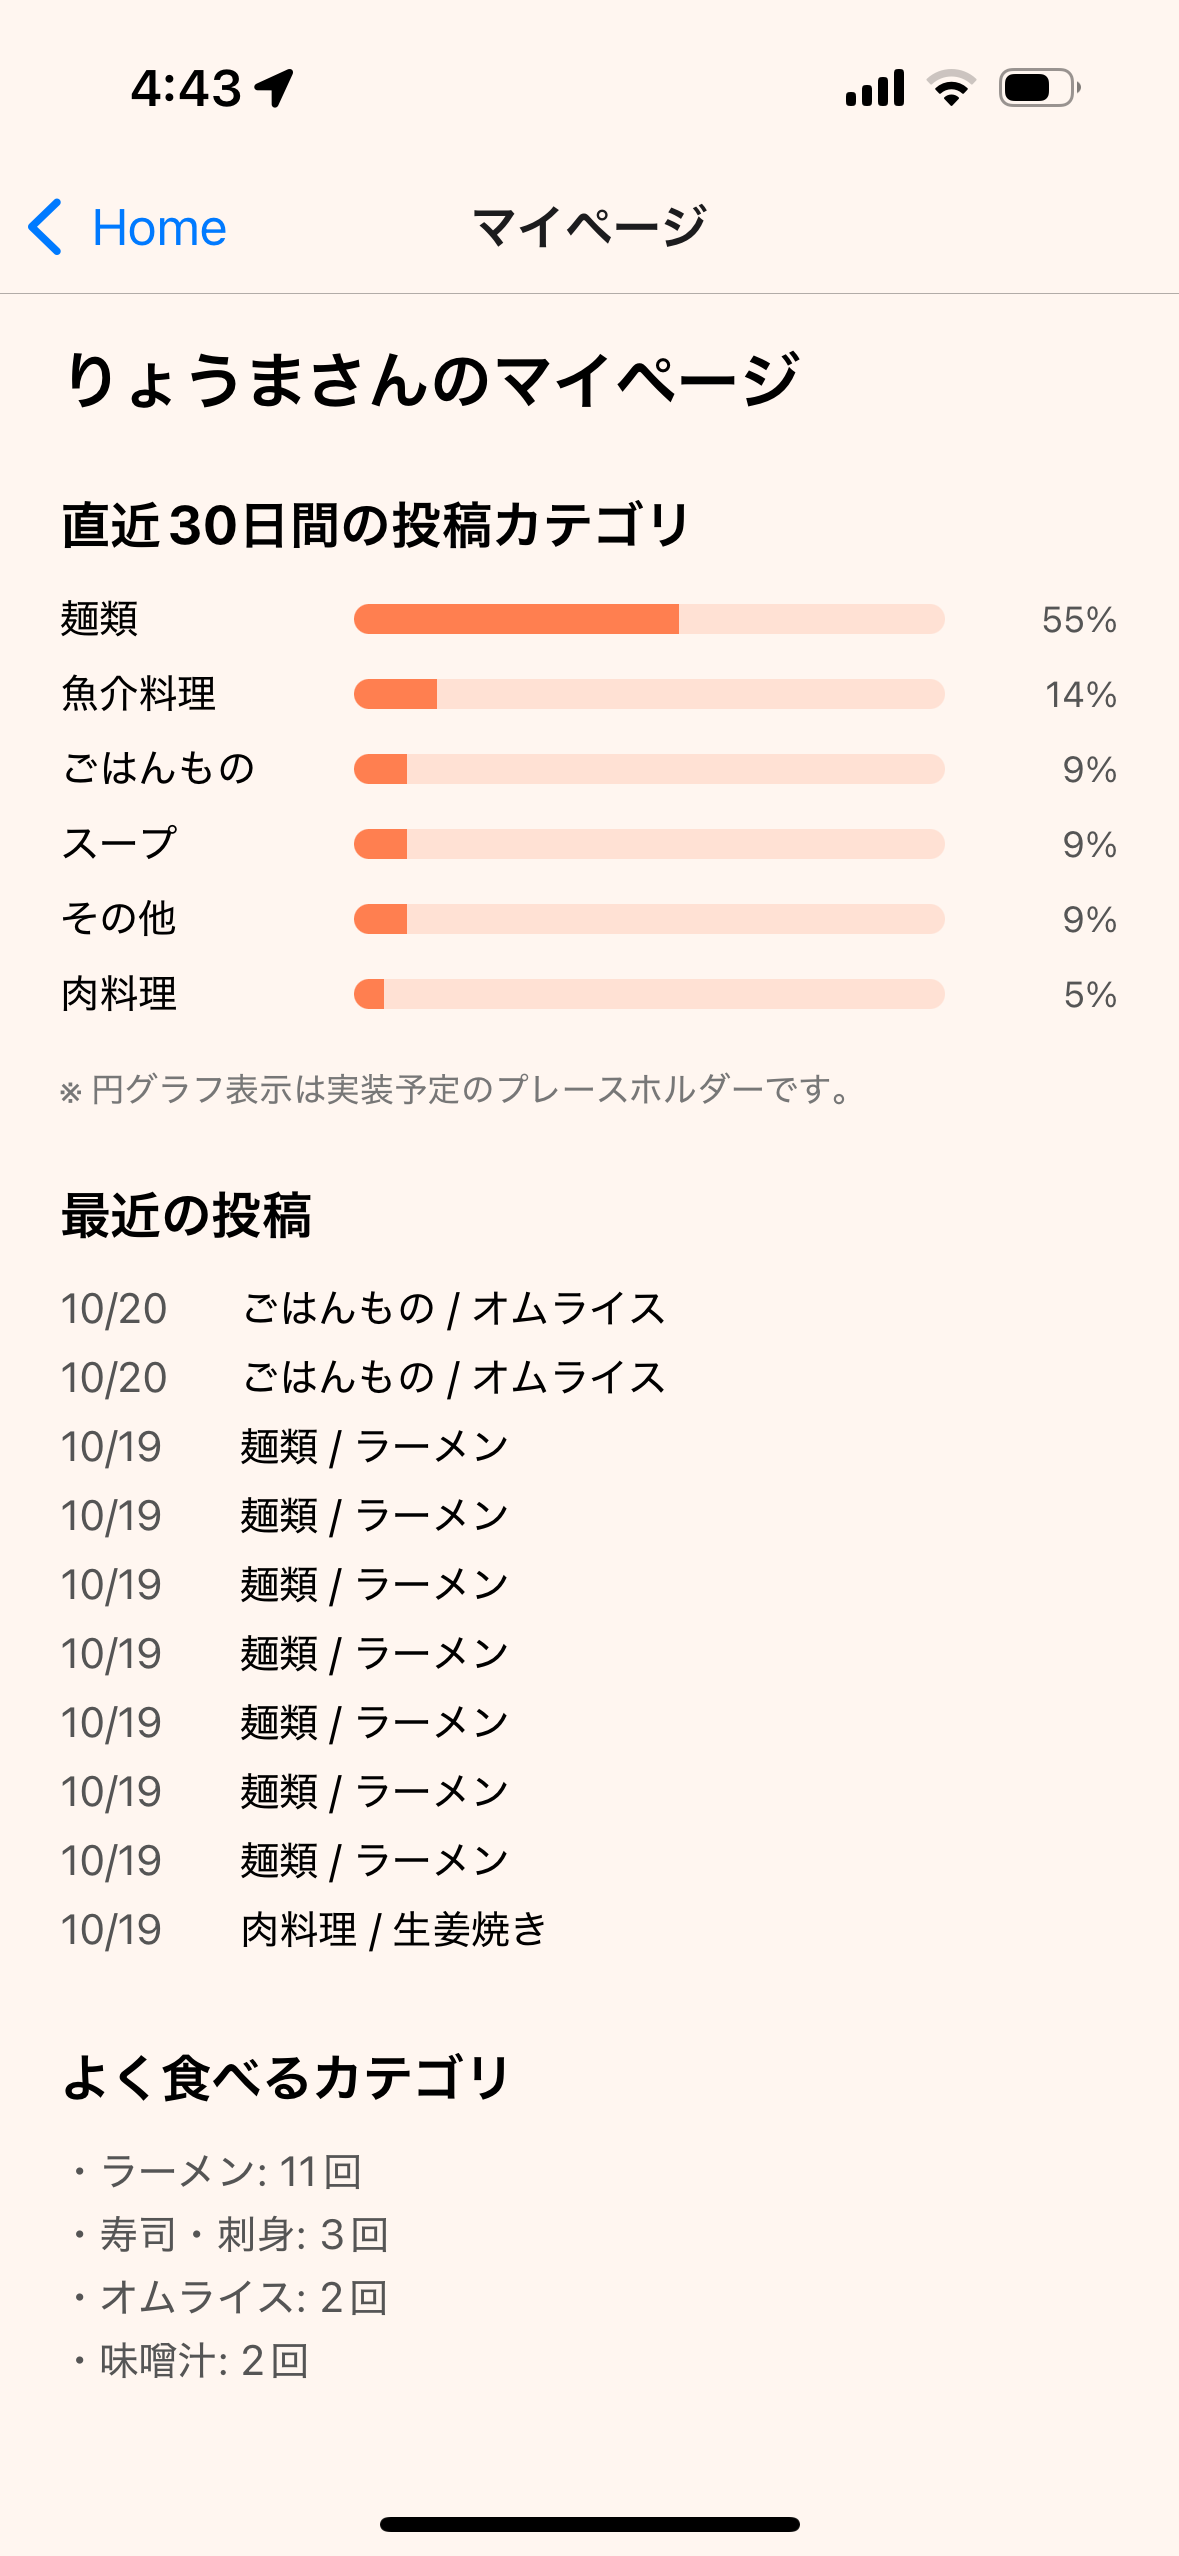 4:43
Home
マイページ
りょうまさんのマイページ
直近30日間の投稿カテゴリ
麺類 55%
魚介料理 14%
ごはんもの 9%
スープ 9%
その他 9%
肉料理 5%
※ 円グラフ表示は実装予定のプレースホルダーです。
最近の投稿
10/20 ごはんもの / オムライス
10/20 ごはんもの / オムライス
10/19 麺類 / ラーメン
10/19 麺類 / ラーメン
10/19 麺類 / ラーメン
10/19 麺類 / ラーメン
10/19 麺類 / ラーメン
10/19 麺類 / ラーメン
10/19 麺類 / ラーメン
10/19 肉料理 / 生姜焼き
よく食べるカテゴリ
・ラーメン: 11回
・寿司・刺身: 3回
・オムライス: 2回
・味噌汁: 2回